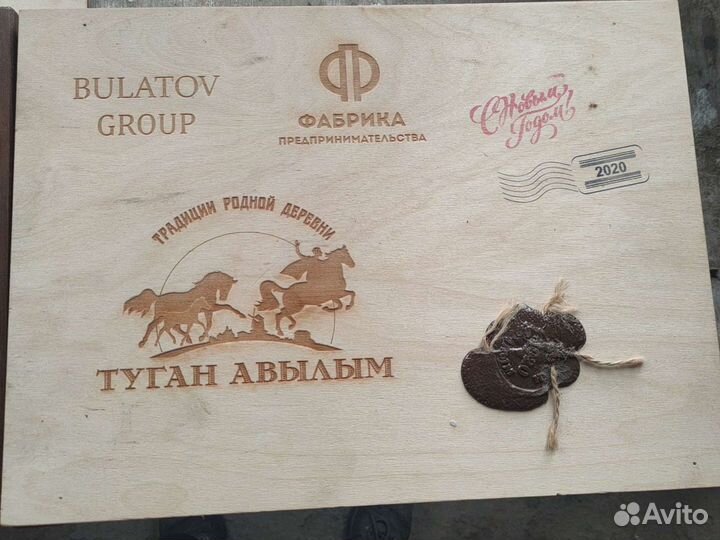 BULATOV
GROUP
ФАБРИКА
ПРЕДПРИНИМАТЕЛЬСТВА
С Новым
Годом!
2020
ТРАДИЦИИ РОДНОЙ ДЕРЕВНИ
ТУГАН АВЫЛЫМ
Avito